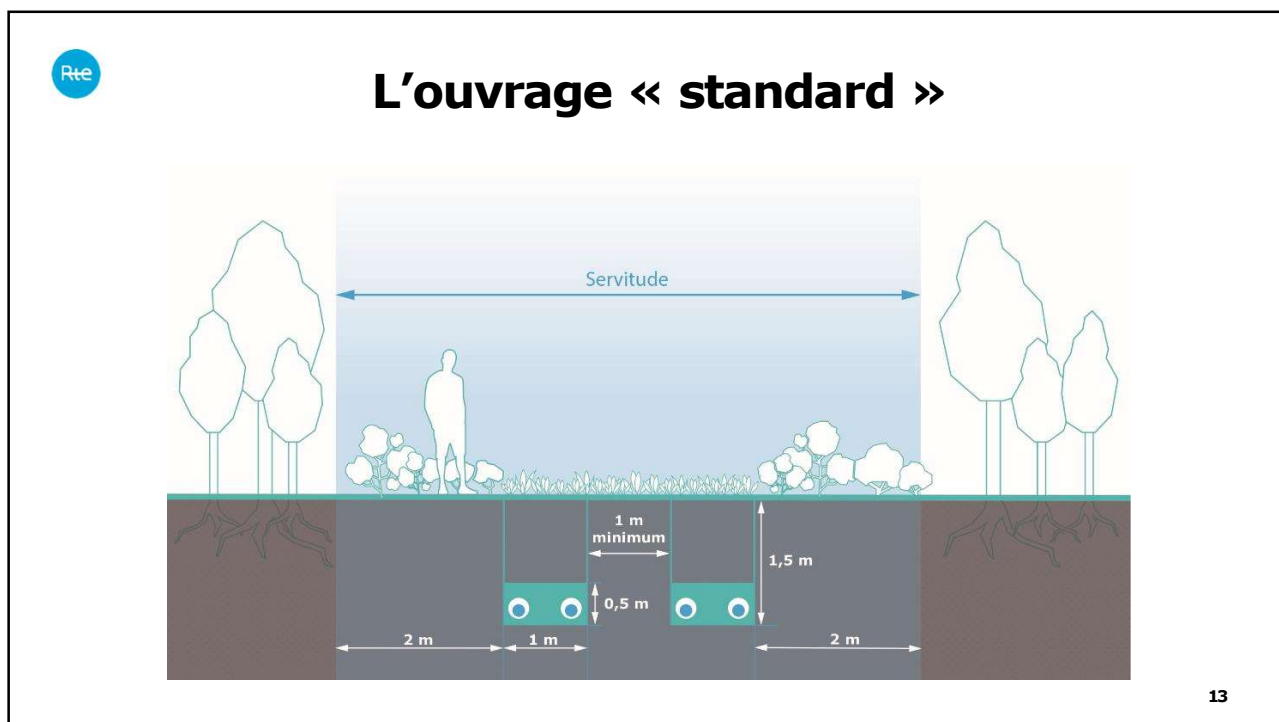 Rte
L’ouvrage « standard »
Servitude
1 m
minimum
1,5 m
0,5 m
2 m
1 m
2 m
13